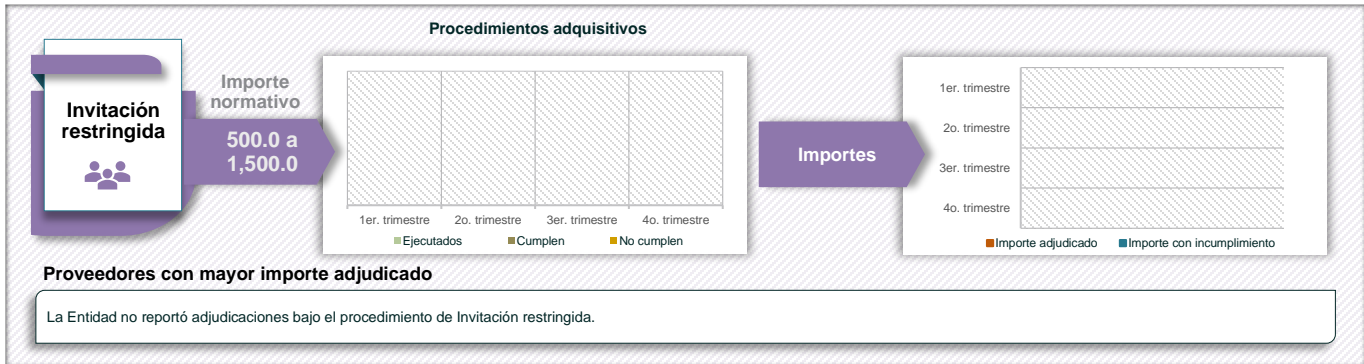 Procedimientos adquisitivos
Invitación
restringida
Importe
normativo
500.0 a
1,500.0
1er. trimestre
2o. trimestre
3er. trimestre
4o. trimestre
Ejecutados
Cumplen
No cumplen
Importes
1er. trimestre
2o. trimestre
3er. trimestre
4o. trimestre
Importe adjudicado
Importe con incumplimiento
Proveedores con mayor importe adjudicado
La Entidad no reportó adjudicaciones bajo el procedimiento de Invitación restringida.